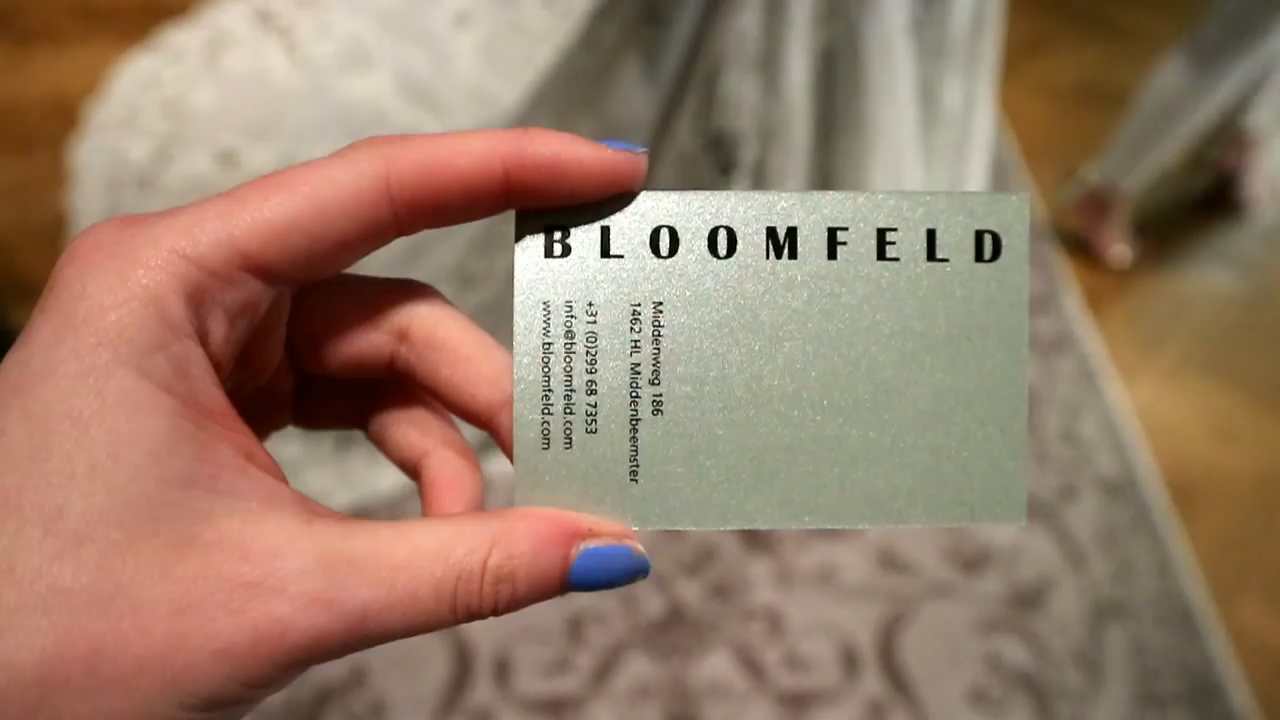 BLOOMFELD
Middenweg 186
1462 HL Middenbeemster
+31 (0)299 68 7353
info@bloomfeld.com
www.bloomfeld.com